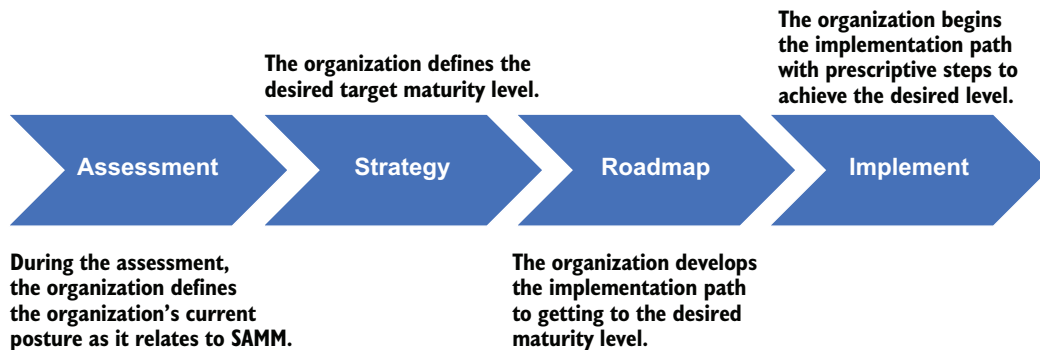 The organization defines the
desired target maturity level.
The organization begins
the implementation path
with prescriptive steps to
achieve the desired level.
Assessment
Strategy
Roadmap
Implement
During the assessment,
the organization defines
the organization's current
posture as it relates to SAMM.
The organization develops
the implementation path
to getting to the desired
maturity level.